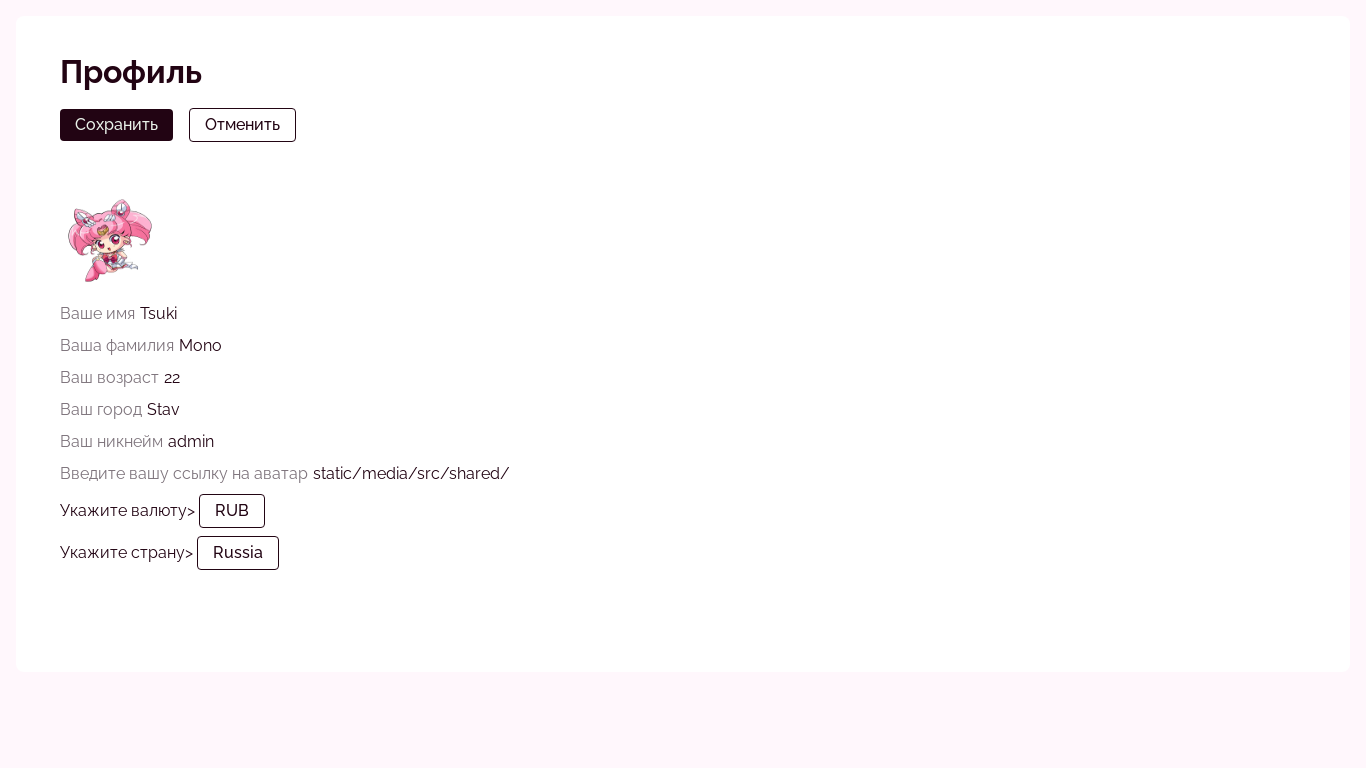 Профиль
Сохранить Отменить
Ваше имя Tsuki
Ваша фамилия Mono
Ваш возраст 22
Ваш город Stav
Ваш никнейм admin
Введите вашу ссылку на аватар static/media/src/shared/
Укажите валюту> RUB
Укажите страну> Russia